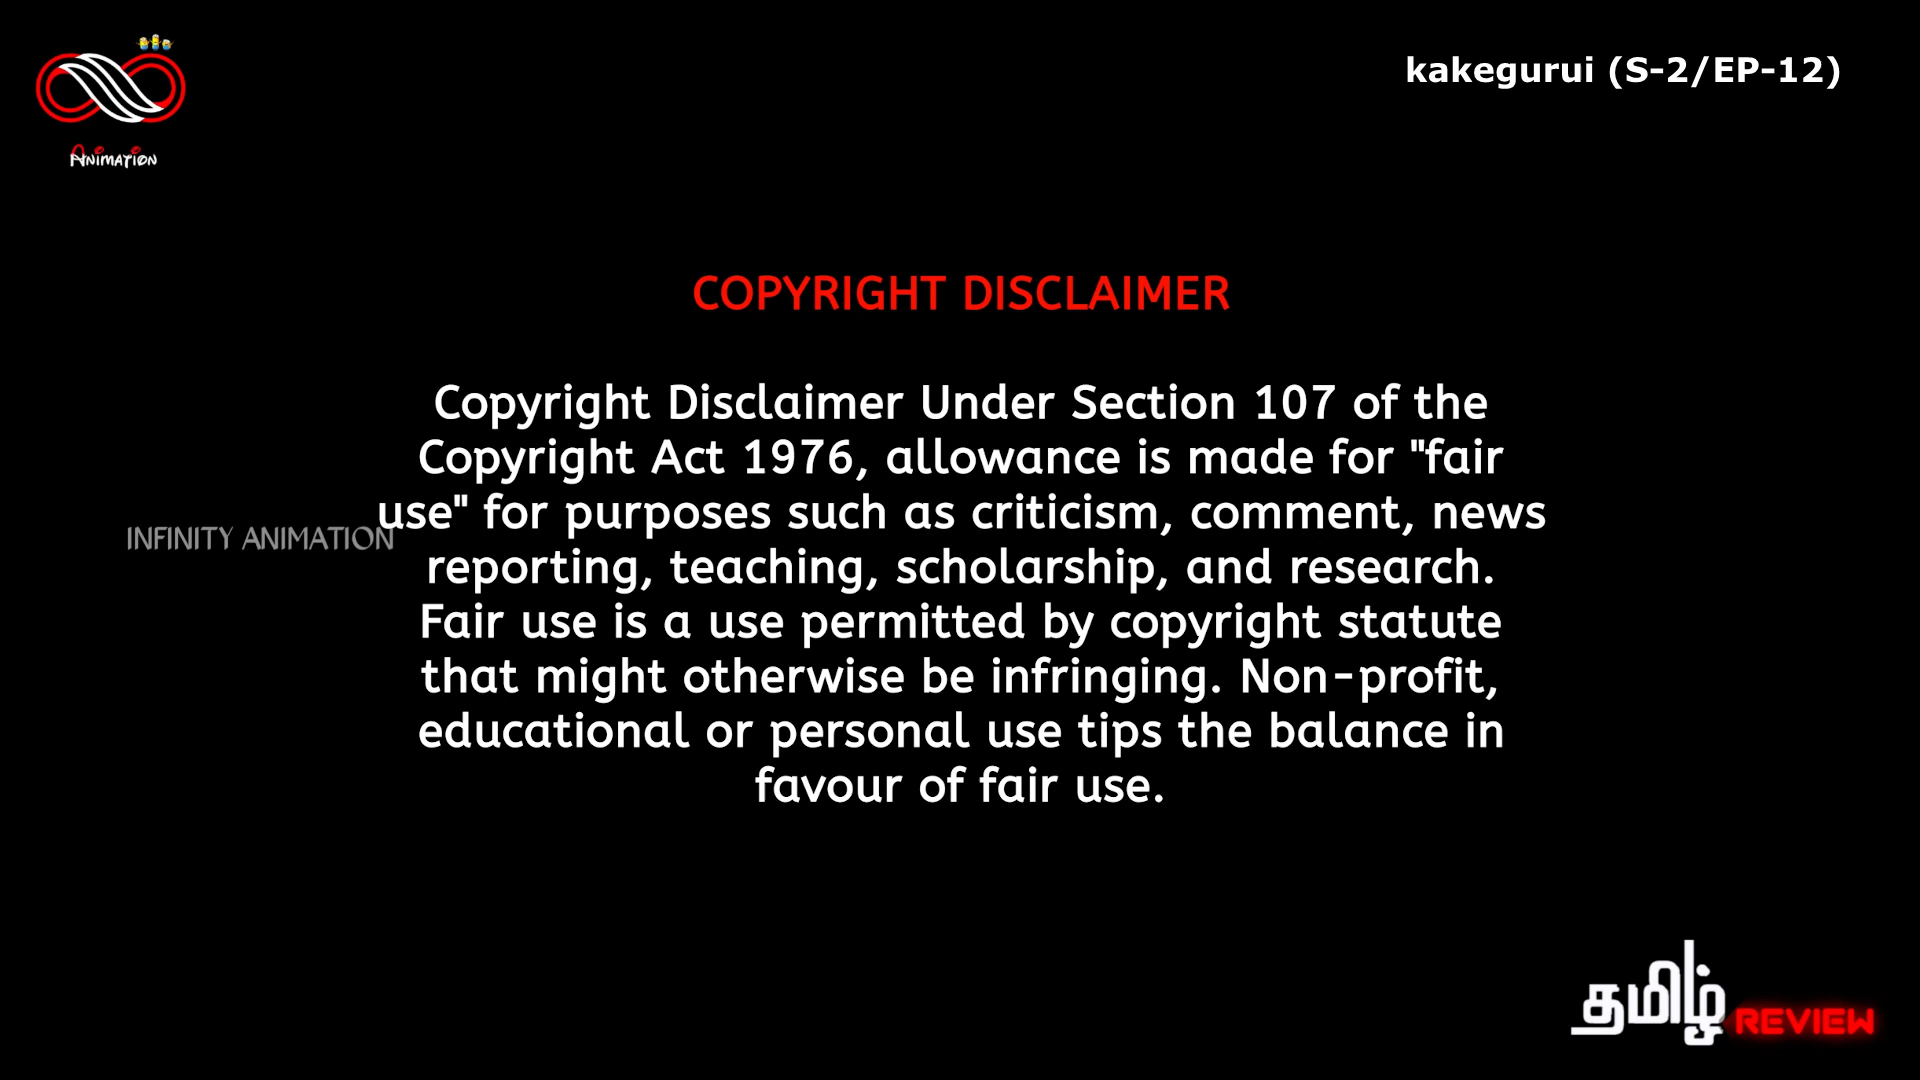 kakegurui (S-2/EP-12)
ANIMATION
COPYRIGHT DISCLAIMER
Copyright Disclaimer Under Section 107 of the
Copyright Act 1976, allowance is made for "fair
use" for purposes such as criticism, comment, news
INFINITY ANIMATION
reporting, teaching, scholarship, and research.
Fair use is a use permitted by copyright statute
that might otherwise be infringing. Non-profit,
educational or personal use tips the balance in
favour of fair use.
தமிழ் REVIEW